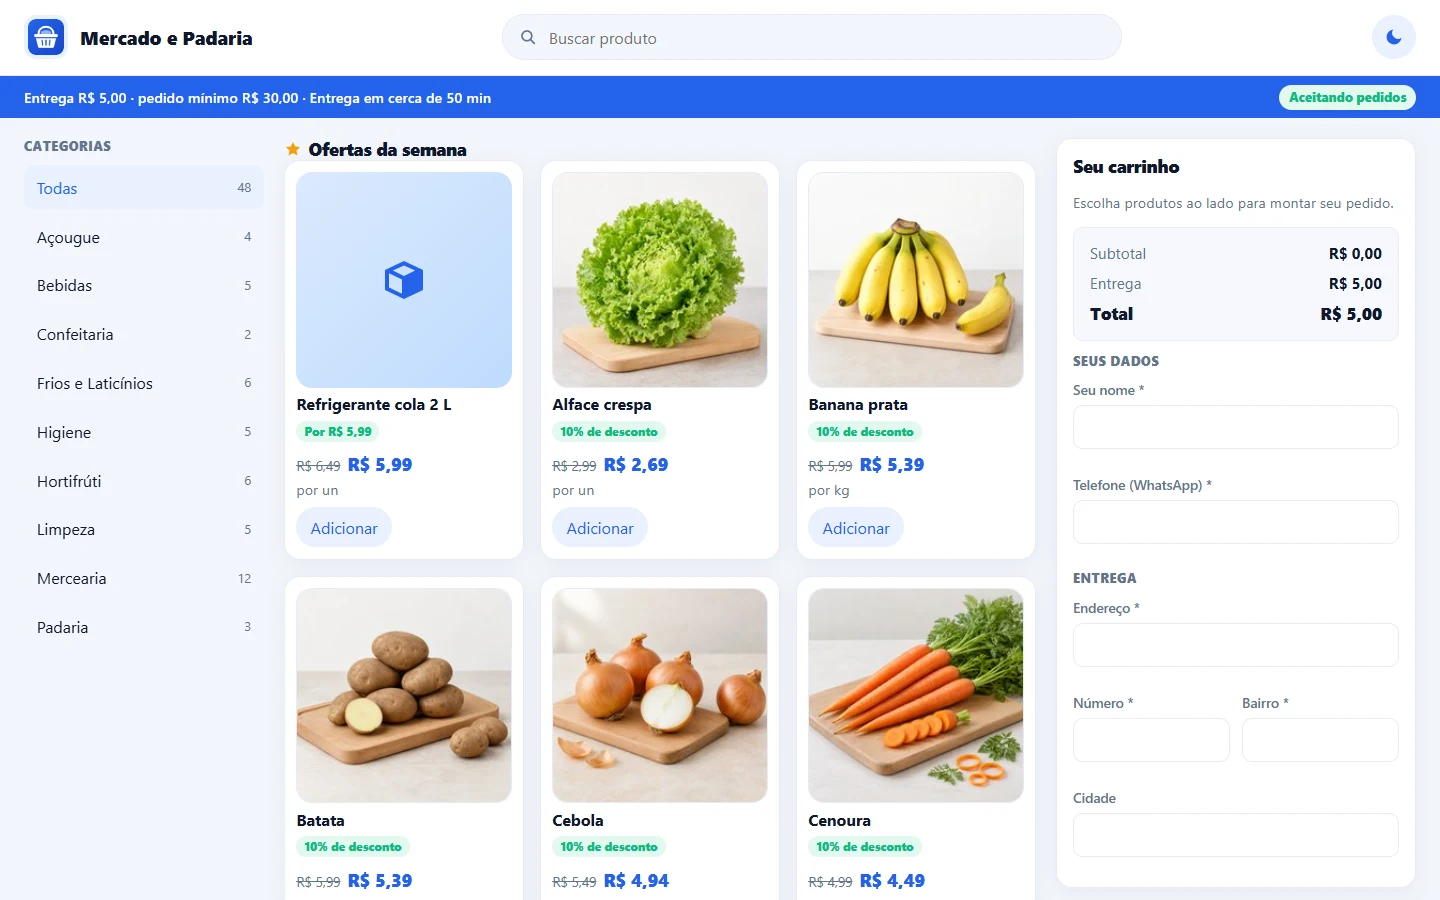 Mercado e Padaria
Buscar produto
Entrega R$ 5,00 · pedido mínimo R$ 30,00 · Entrega em cerca de 50 min
Aceitando pedidos
CATEGORIAS
Todas 48
Açougue 4
Bebidas 5
Confeitaria 2
Frios e Laticínios 6
Higiene 5
Hortifrúti 6
Limpeza 5
Mercearia 12
Padaria 3
Ofertas da semana
Refrigerante cola 2 L
Por R$ 5,99
R$ 6,49 R$ 5,99
por un
Adicionar
Alface crespa
10% de desconto
R$ 2,99 R$ 2,69
por un
Adicionar
Banana prata
10% de desconto
R$ 5,99 R$ 5,39
por kg
Adicionar
Batata
10% de desconto
R$ 5,99 R$ 5,39
Cebola
10% de desconto
R$ 5,49 R$ 4,94
Cenoura
10% de desconto
R$ 4,99 R$ 4,49
Seu carrinho
Escolha produtos ao lado para montar seu pedido.
Subtotal R$ 0,00
Entrega R$ 5,00
Total R$ 5,00
SEUS DADOS
Seu nome *
Telefone (WhatsApp) *
ENTREGA
Endereço *
Número * Bairro *
Cidade